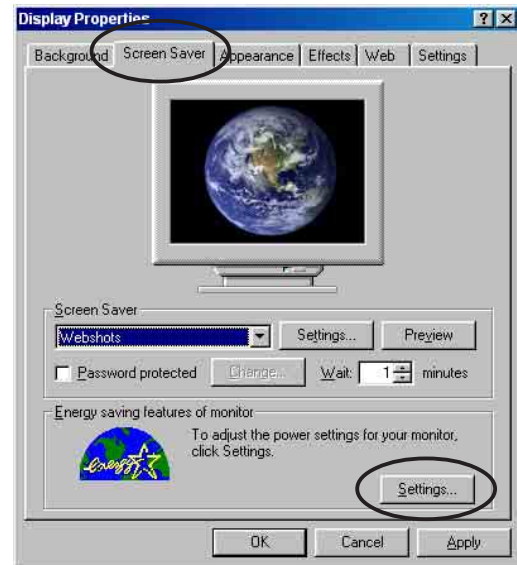 Display Properties
Background Screen Saver Appearance Effects Web Settings
Screen Saver
Webshots Settings... Preview
Password protected Change... Wait: 1 minutes
Energy saving features of monitor
To adjust the power settings for your monitor,
click Settings.
energy
Settings...
OK Cancel Apply